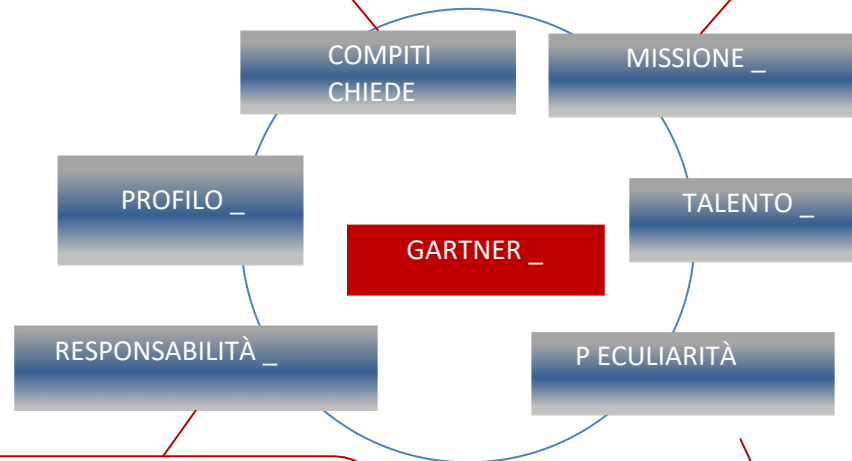 COMPITI
CHIEDE
MISSIONE _
PROFILO _
TALENTO _
GARTNER _
RESPONSABILITÀ _
P ECULIARITÀ